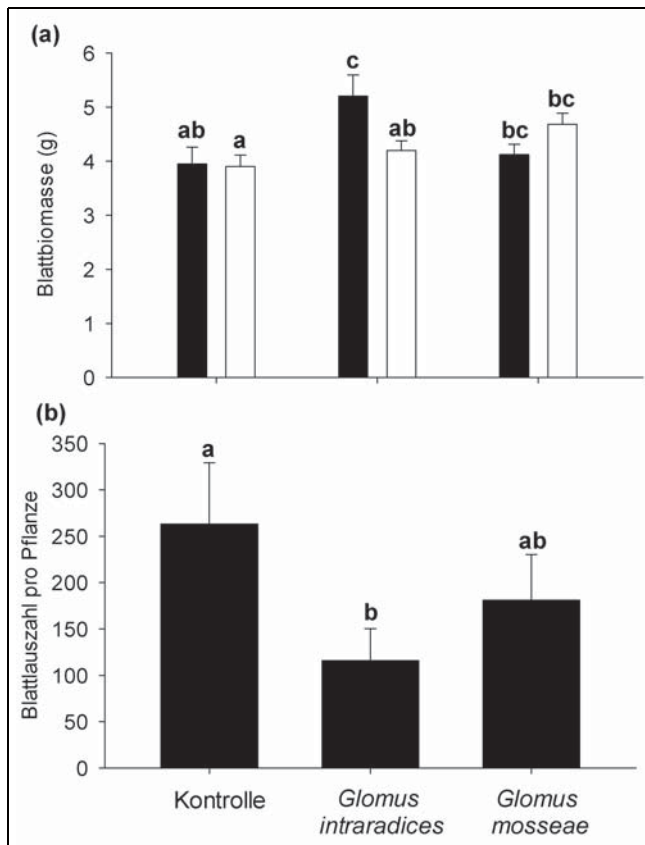 (a)
Blattbiomasse (g)
6
5
4
3
2
1
0
ab
a
c
ab
bc
bc
(b)
Blattlauszahl pro Pflanze
350
300
250
200
150
100
50
0
a
b
ab
Kontrolle
Glomus
intraradices
Glomus
mosseae